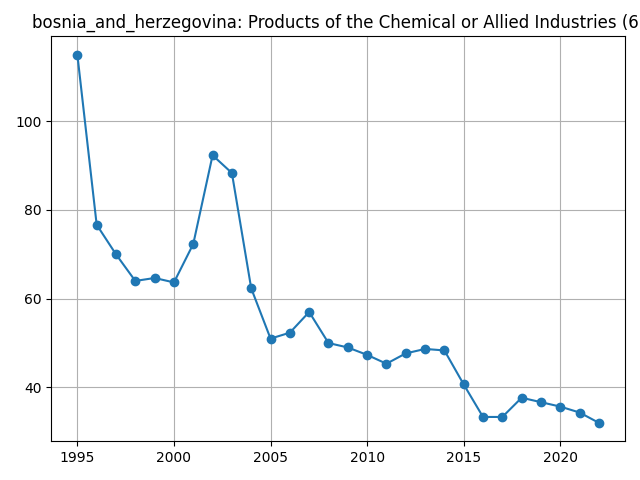 bosnia_and_herzegovina: Products of the Chemical or Allied Industries (6
100
80
60
40
1995 2000 2005 2010 2015 2020